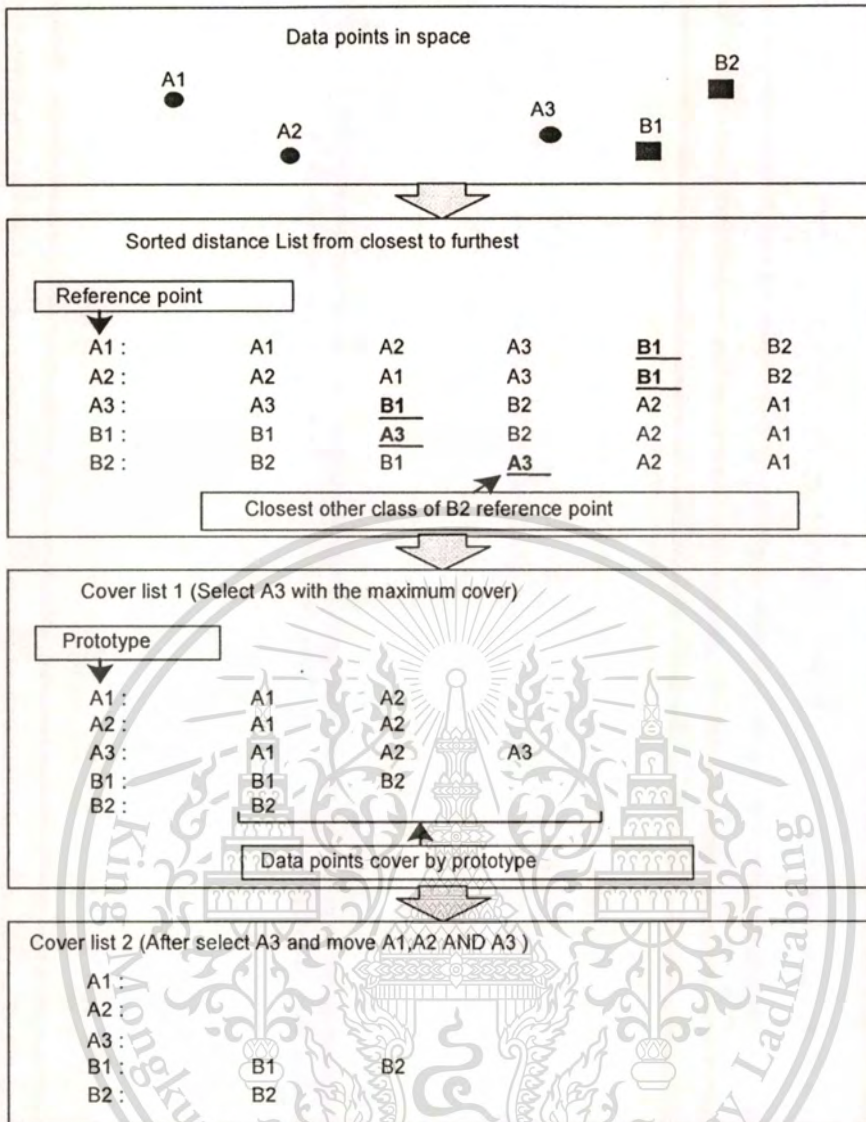 Data points in space
A1
A2
A3
B1
B2
Sorted distance List from closest to furthest
Reference point
A1 : A1 A2 A3 B1 B2
A2 : A2 A1 A3 B1 B2
A3 : A3 B1 B2 A2 A1
B1 : B1 A3 B2 A2 A1
B2 : B2 B1 A3 A2 A1
Closest other class of B2 reference point
Cover list 1 (Select A3 with the maximum cover)
Prototype
A1 : A1 A2
A2 : A1 A2
A3 : A1 A2 A3
B1 : B1 B2
B2 : B2
Data points cover by prototype
Cover list 2 (After select A3 and move A1,A2 AND A3 )
A1 :
A2 :
A3 :
B1 : B1 B2
B2 : B2
King Mongkut's
Ladkrabang